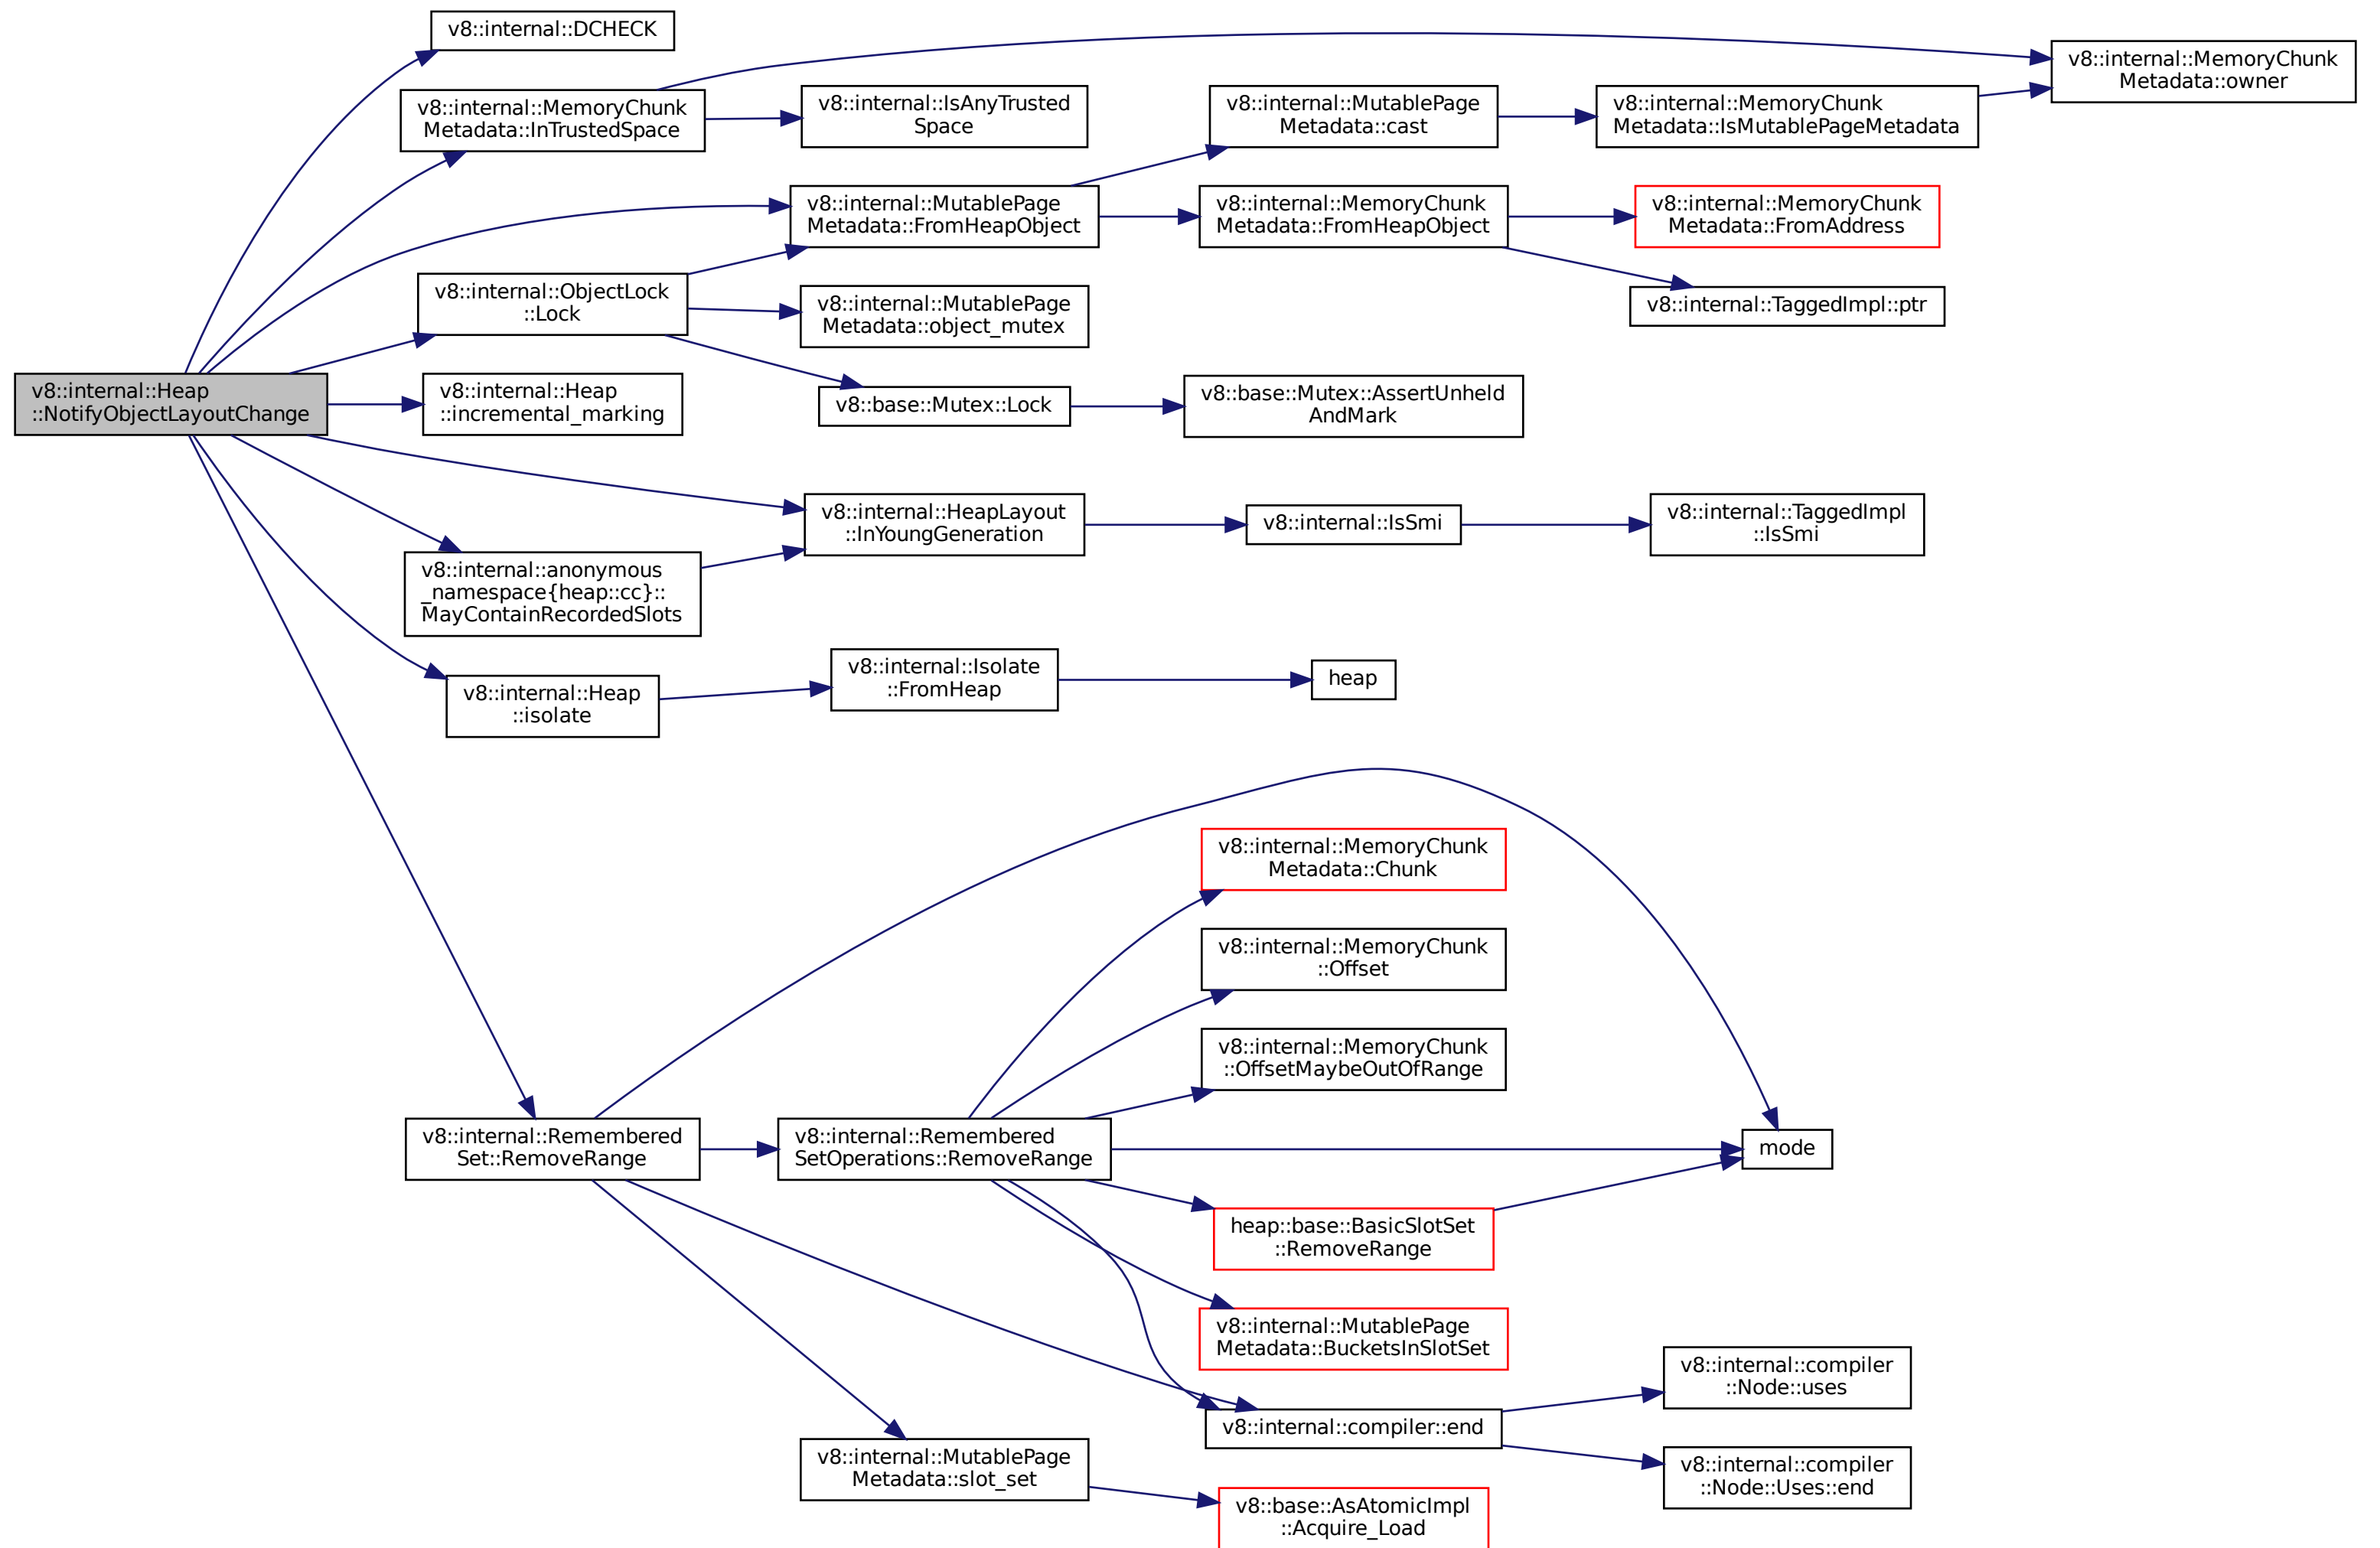 v8::internal::DCHECK
v8::internal::MemoryChunk
Metadata::owner
v8::internal::MemoryChunk
Metadata::InTrustedSpace
v8::internal::IsAnyTrusted
Space
v8::internal::MutablePage
Metadata::cast
v8::internal::MemoryChunk
Metadata::IsMutablePageMetadata
v8::internal::MutablePage
Metadata::FromHeapObject
v8::internal::MemoryChunk
Metadata::FromHeapObject
v8::internal::MemoryChunk
Metadata::FromAddress
v8::internal::ObjectLock
::Lock
v8::internal::MutablePage
Metadata::object_mutex
v8::internal::TaggedImpl::ptr
v8::internal::Heap
::NotifyObjectLayoutChange
v8::internal::Heap
::incremental_marking
v8::base::Mutex::Lock
v8::base::Mutex::AssertUnheld
AndMark
v8::internal::HeapLayout
::InYoungGeneration
v8::internal::IsSmi
v8::internal::TaggedImpl
::IsSmi
v8::internal::anonymous
_namespace{heap::cc}::
MayContainRecordedSlots
v8::internal::Heap
::isolate
v8::internal::Isolate
::FromHeap
heap
v8::internal::MemoryChunk
Metadata::Chunk
v8::internal::MemoryChunk
::Offset
v8::internal::MemoryChunk
::OffsetMaybeOutOfRange
v8::internal::Remembered
Set::RemoveRange
v8::internal::Remembered
SetOperations::RemoveRange
mode
heap::base::BasicSlotSet
::RemoveRange
v8::internal::MutablePage
Metadata::BucketsInSlotSet
v8::internal::compiler
::Node::uses
v8::internal::compiler::end
v8::internal::MutablePage
Metadata::slot_set
v8::internal::compiler
::Node::Uses::end
v8::base::AsAtomicImpl
::Acquire_Load